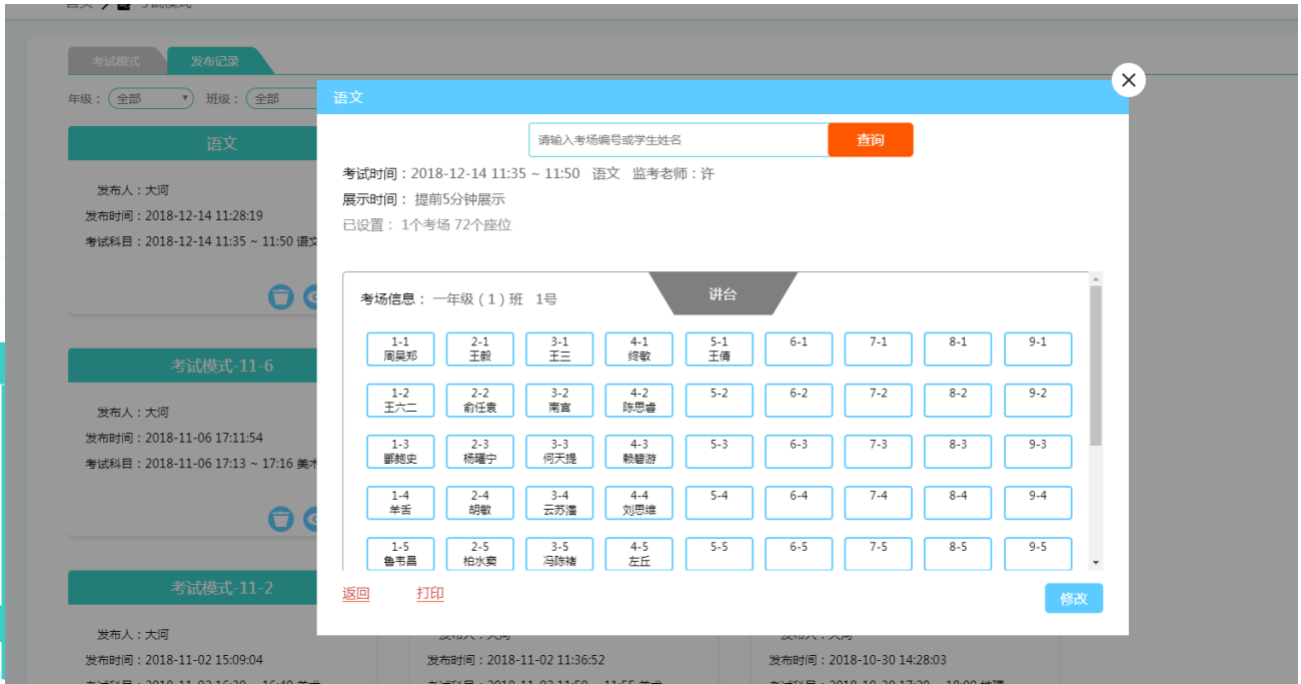 考试模式
发布记录
年级： 全部 班级： 全部
语文
发布人：大河
发布时间：2018-12-14 11:28:19
考试科目：2018-12-14 11:35 ~ 11:50 语文
考试模式-11-6
发布人：大河
发布时间：2018-11-06 17:11:54
考试科目：2018-11-06 17:13 ~ 17:16 美术
考试模式-11-2
发布人：大河
发布时间：2018-11-02 15:09:04
发布时间：2018-11-02 11:36:52
发布时间：2018-10-30 14:28:03
语文
请输入考场编号或学生姓名 查询
考试时间：2018-12-14 11:35 ~ 11:50 语文 监考老师：许
展示时间： 提前5分钟展示
已设置： 1个考场 72个座位
讲台
考场信息： 一年级（1）班 1号
1-1 2-1 3-1 4-1 5-1 6-1 7-1 8-1 9-1
周吴郑 王毅 王三 终敏 王倩
1-2 2-2 3-2 4-2 5-2 6-2 7-2 8-2 9-2
王六二 俞任袁 南宫 陈思睿
1-3 2-3 3-3 4-3 5-3 6-3 7-3 8-3 9-3
酆鲍史 杨曜宁 何天提 赖碧游
1-4 2-4 3-4 4-4 5-4 6-4 7-4 8-4 9-4
羊舌 胡敏 云苏潘 刘思维
1-5 2-5 3-5 4-5 5-5 6-5 7-5 8-5 9-5
鲁韦昌 柏水窦 冯陈褚 左丘
返回 打印 修改